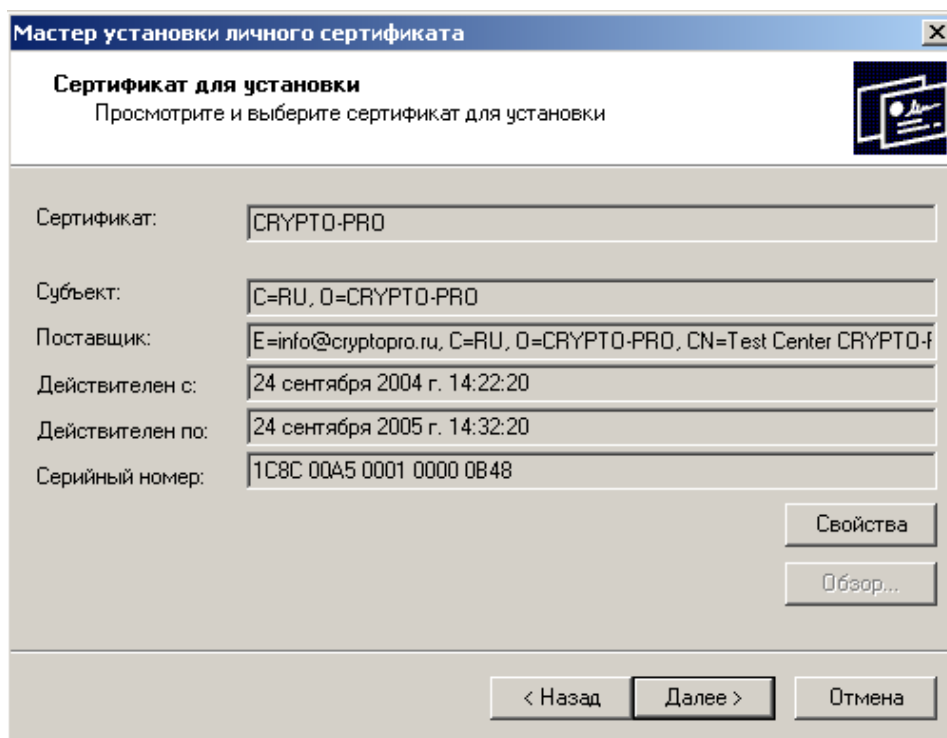 Мастер установки личного сертификата
Сертификат для установки
Просмотрите и выберите сертификат для установки
Сертификат: CRYPTO-PRO
Субъект: C=RU, O=CRYPTO-PRO
Поставщик: E=info@cryptopro.ru, C=RU, O=CRYPTO-PRO, CN=Test Center CRYPTO-
Действителен с: 24 сентября 2004 г. 14:22:20
Действителен по: 24 сентября 2005 г. 14:32:20
Серийный номер: 1C8C 00A5 0001 0000 0B48
Свойства
Обзор...
< Назад Далее > Отмена